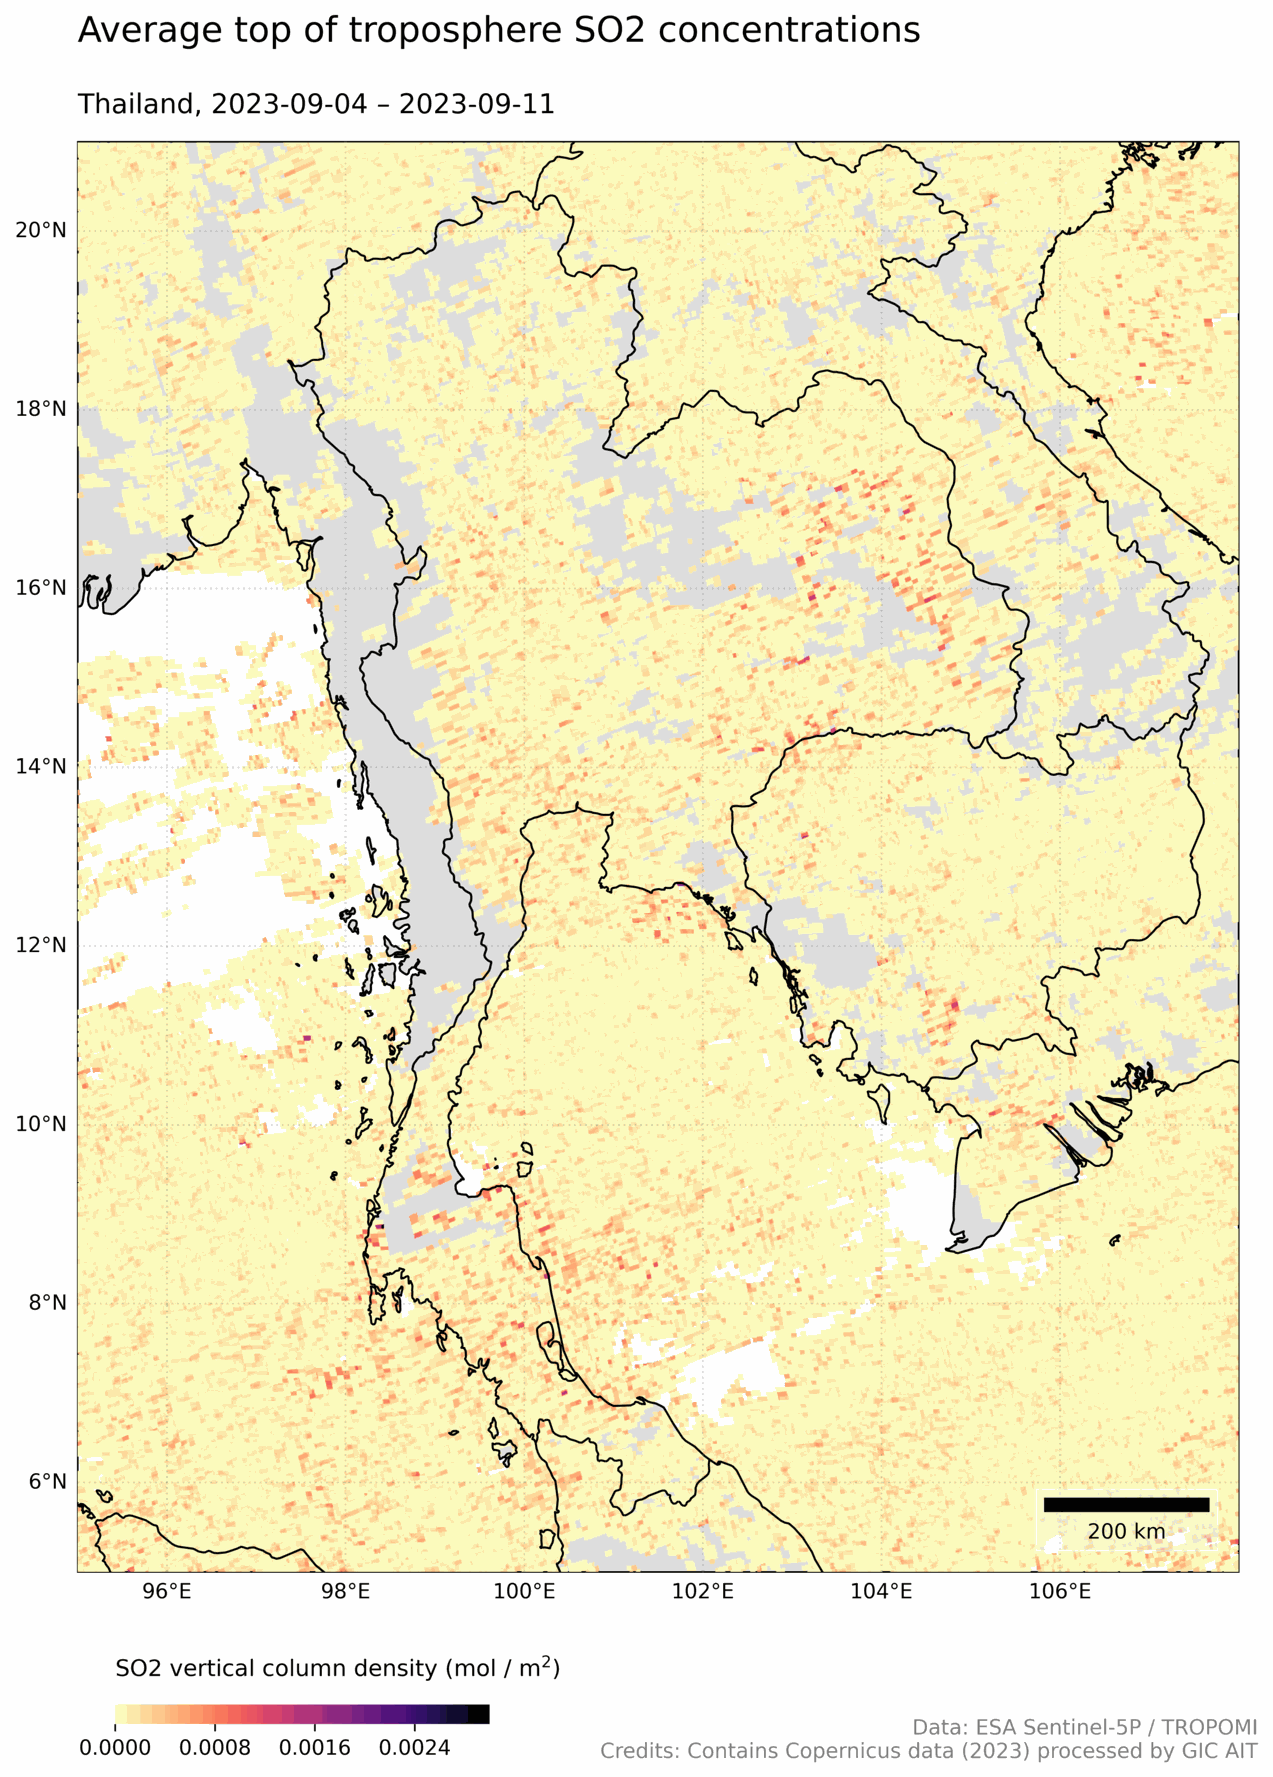 Average top of troposphere SO2 concentrations
Thailand, 2023-09-04 – 2023-09-11
20°N
18°N
16°N
14°N
12°N
10°N
8°N
6°N
200 km
96°E 98°E 100°E 102°E 104°E 106°E
SO2 vertical column density (mol / m²)
0.0000 0.0008 0.0016 0.0024
Data: ESA Sentinel-5P / TROPOMI
Credits: Contains Copernicus data (2023) processed by GIC AIT